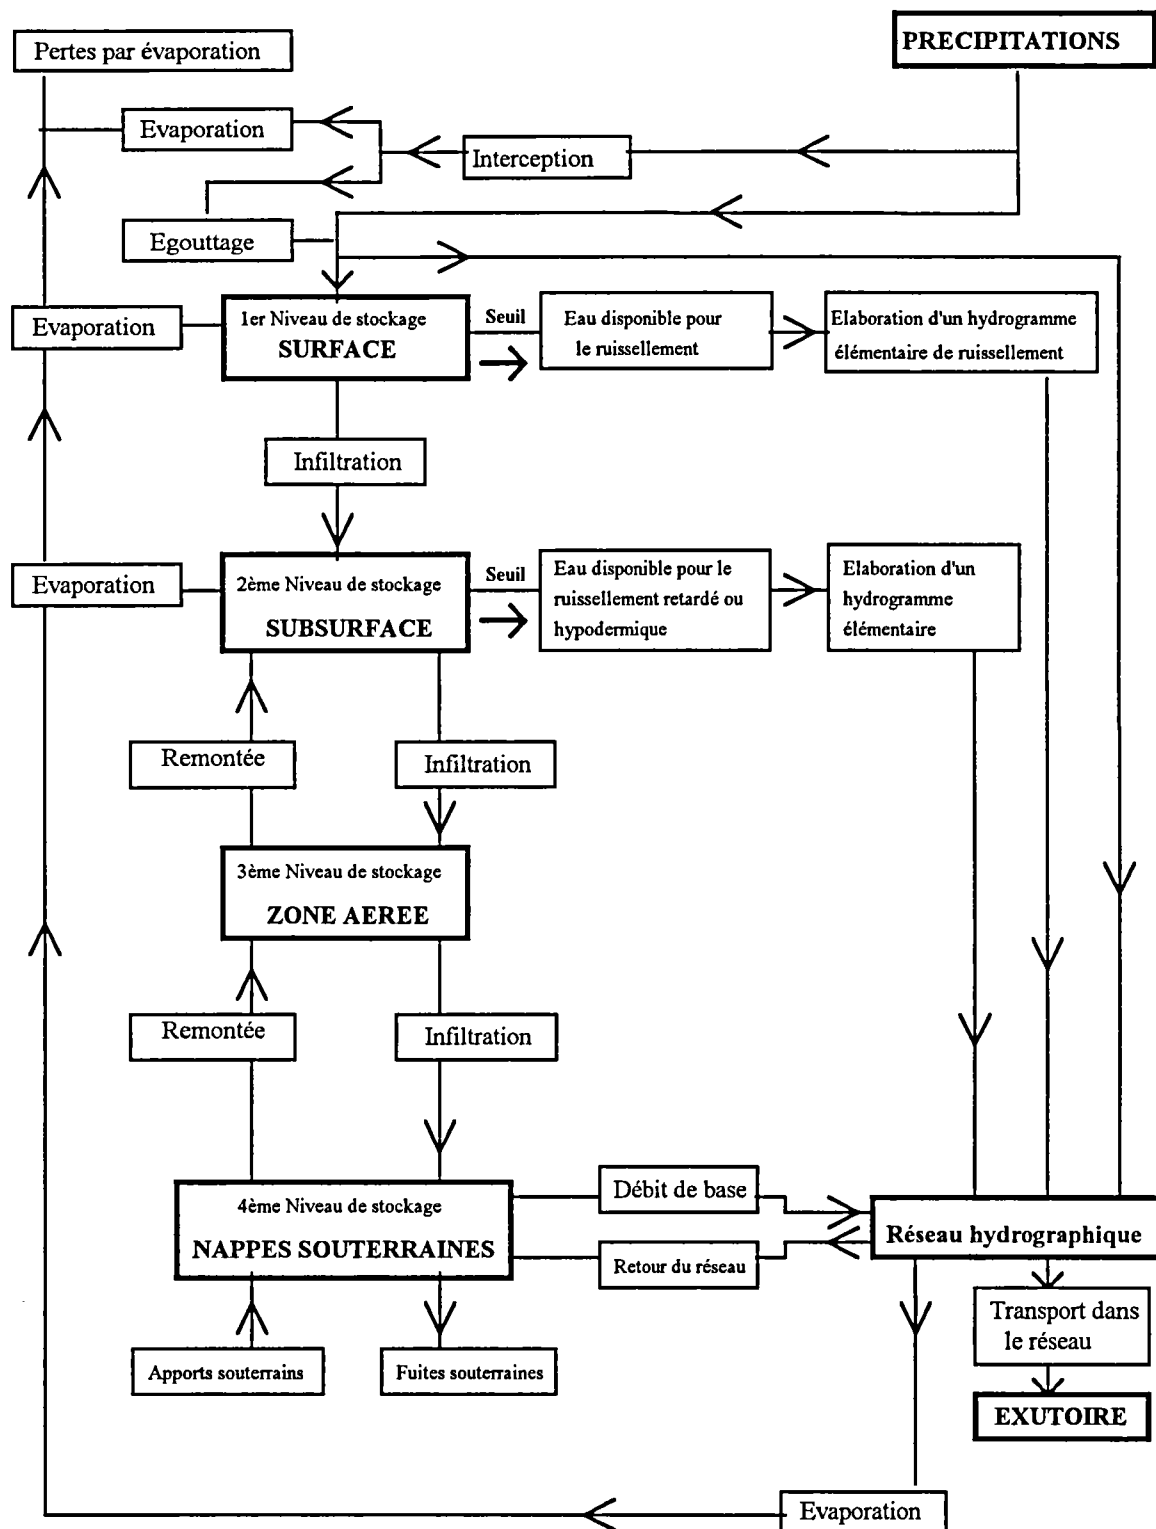 Pertes par évaporation
PRECIPITATIONS
Evaporation
Interception
Egouttage
Evaporation
1er Niveau de stockage
SURFACE
Seuil
Eau disponible pour
le ruissellement
Elaboration d'un hydrogramme
élémentaire de ruissellement
Infiltration
Evaporation
2ème Niveau de stockage
SUBSURFACE
Seuil
Eau disponible pour le
ruissellement retardé ou
hypodermique
Elaboration d'un
hydrogramme
élémentaire
Remontée
Infiltration
3ème Niveau de stockage
ZONE AEREE
Remontée
Infiltration
4ème Niveau de stockage
NAPPES SOUTERRAINES
Débit de base
Retour du réseau
Réseau hydrographique
Transport dans
le réseau
Apports souterrains
Fuites souterraines
EXUTOIRE
Evaporation